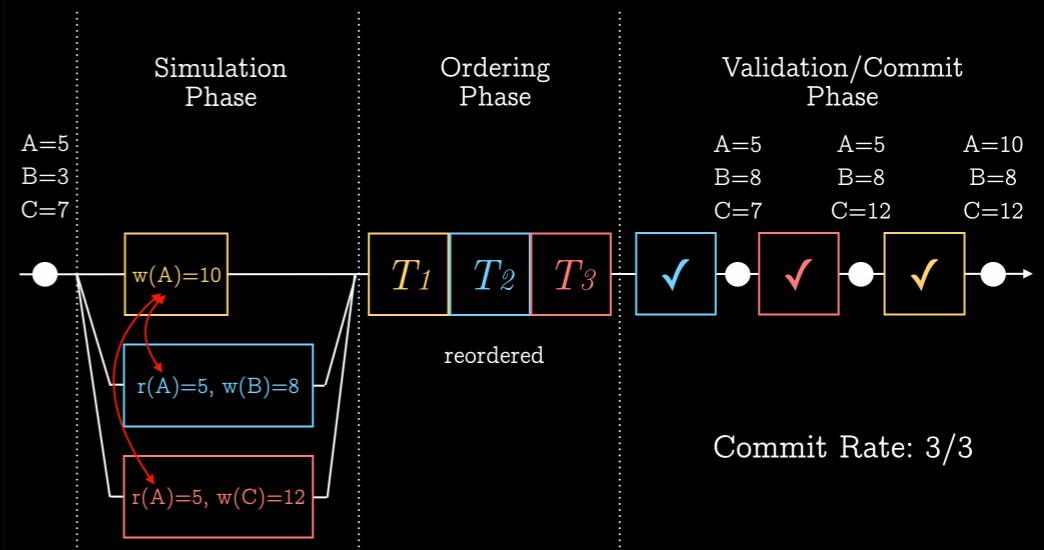 Simulation
Phase
Ordering
Phase
Validation/Commit
Phase
A=5
B=3
C=7
A=5
B=8
C=7
A=5
B=8
C=12
A=10
B=8
C=12
w(A)=10
T1
T2
T3
✓
✓
✓
reordered
r(A)=5, w(B)=8
r(A)=5, w(C)=12
Commit Rate: 3/3